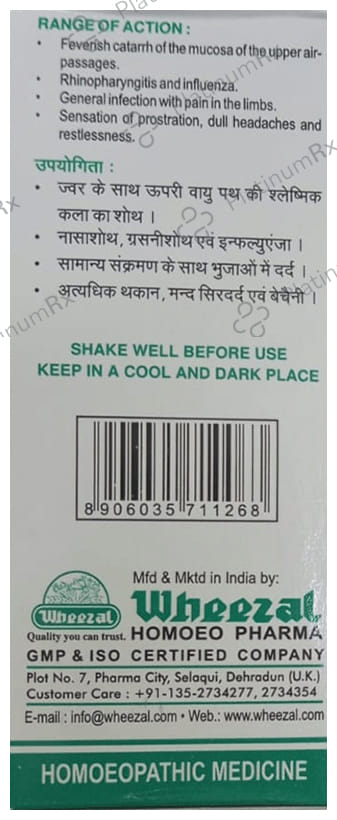 RANGE OF ACTION :
• Feverish catarrh of the mucosa of the upper air-
passages.
• Rhinopharyngitis and influenza.
• General infection with pain in the limbs.
• Sensation of prostration, dull headaches and
restlessness.
उपयोगिता :
• ज्वर के साथ ऊपरी वायु पथ की श्लेष्मिक
कला का शोथ ।
• नासाशोथ, ग्रसनीशोथ एवं इन्फल्युएंजा ।
• सामान्य संक्रमण के साथ भुजाओं में दर्द ।
• अत्यधिक थकान, मन्द सिरदर्द एवं बेचैनी ।
SHAKE WELL BEFORE USE
KEEP IN A COOL AND DARK PLACE
8 906035 711268
Mfd & Mktd in India by:
Wheezal
Wheezal
Quality you can trust. HOMOEO PHARMA
GMP & ISO CERTIFIED COMPANY
Plot No. 7, Pharma City, Selaqui, Dehradun (U.K.)
Customer Care : +91-135-2734277, 2734354
E-mail : info@wheezal.com • Web.: www.wheezal.com
HOMOEOPATHIC MEDICINE
PlatinumRx